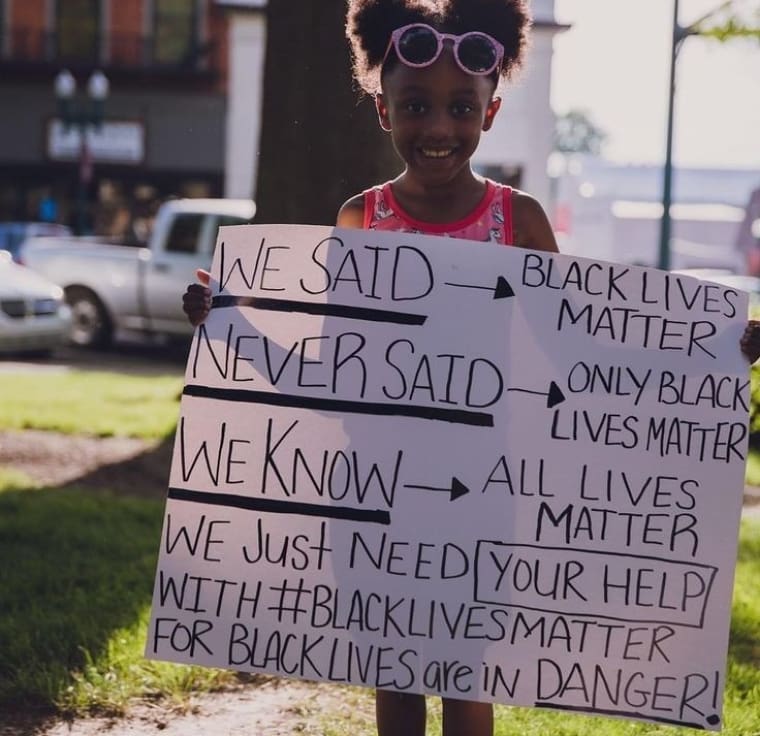 WE SAID → BLACK LIVES
MATTER
NEVER SAID → ONLY BLACK
LIVES MATTER
WE KNOW → ALL LIVES
MATTER
WE JUSt NEED YOUR HELP
WITH #BLACKLIVESMATTER
FOR BLACK LIVES are iN DANGER!